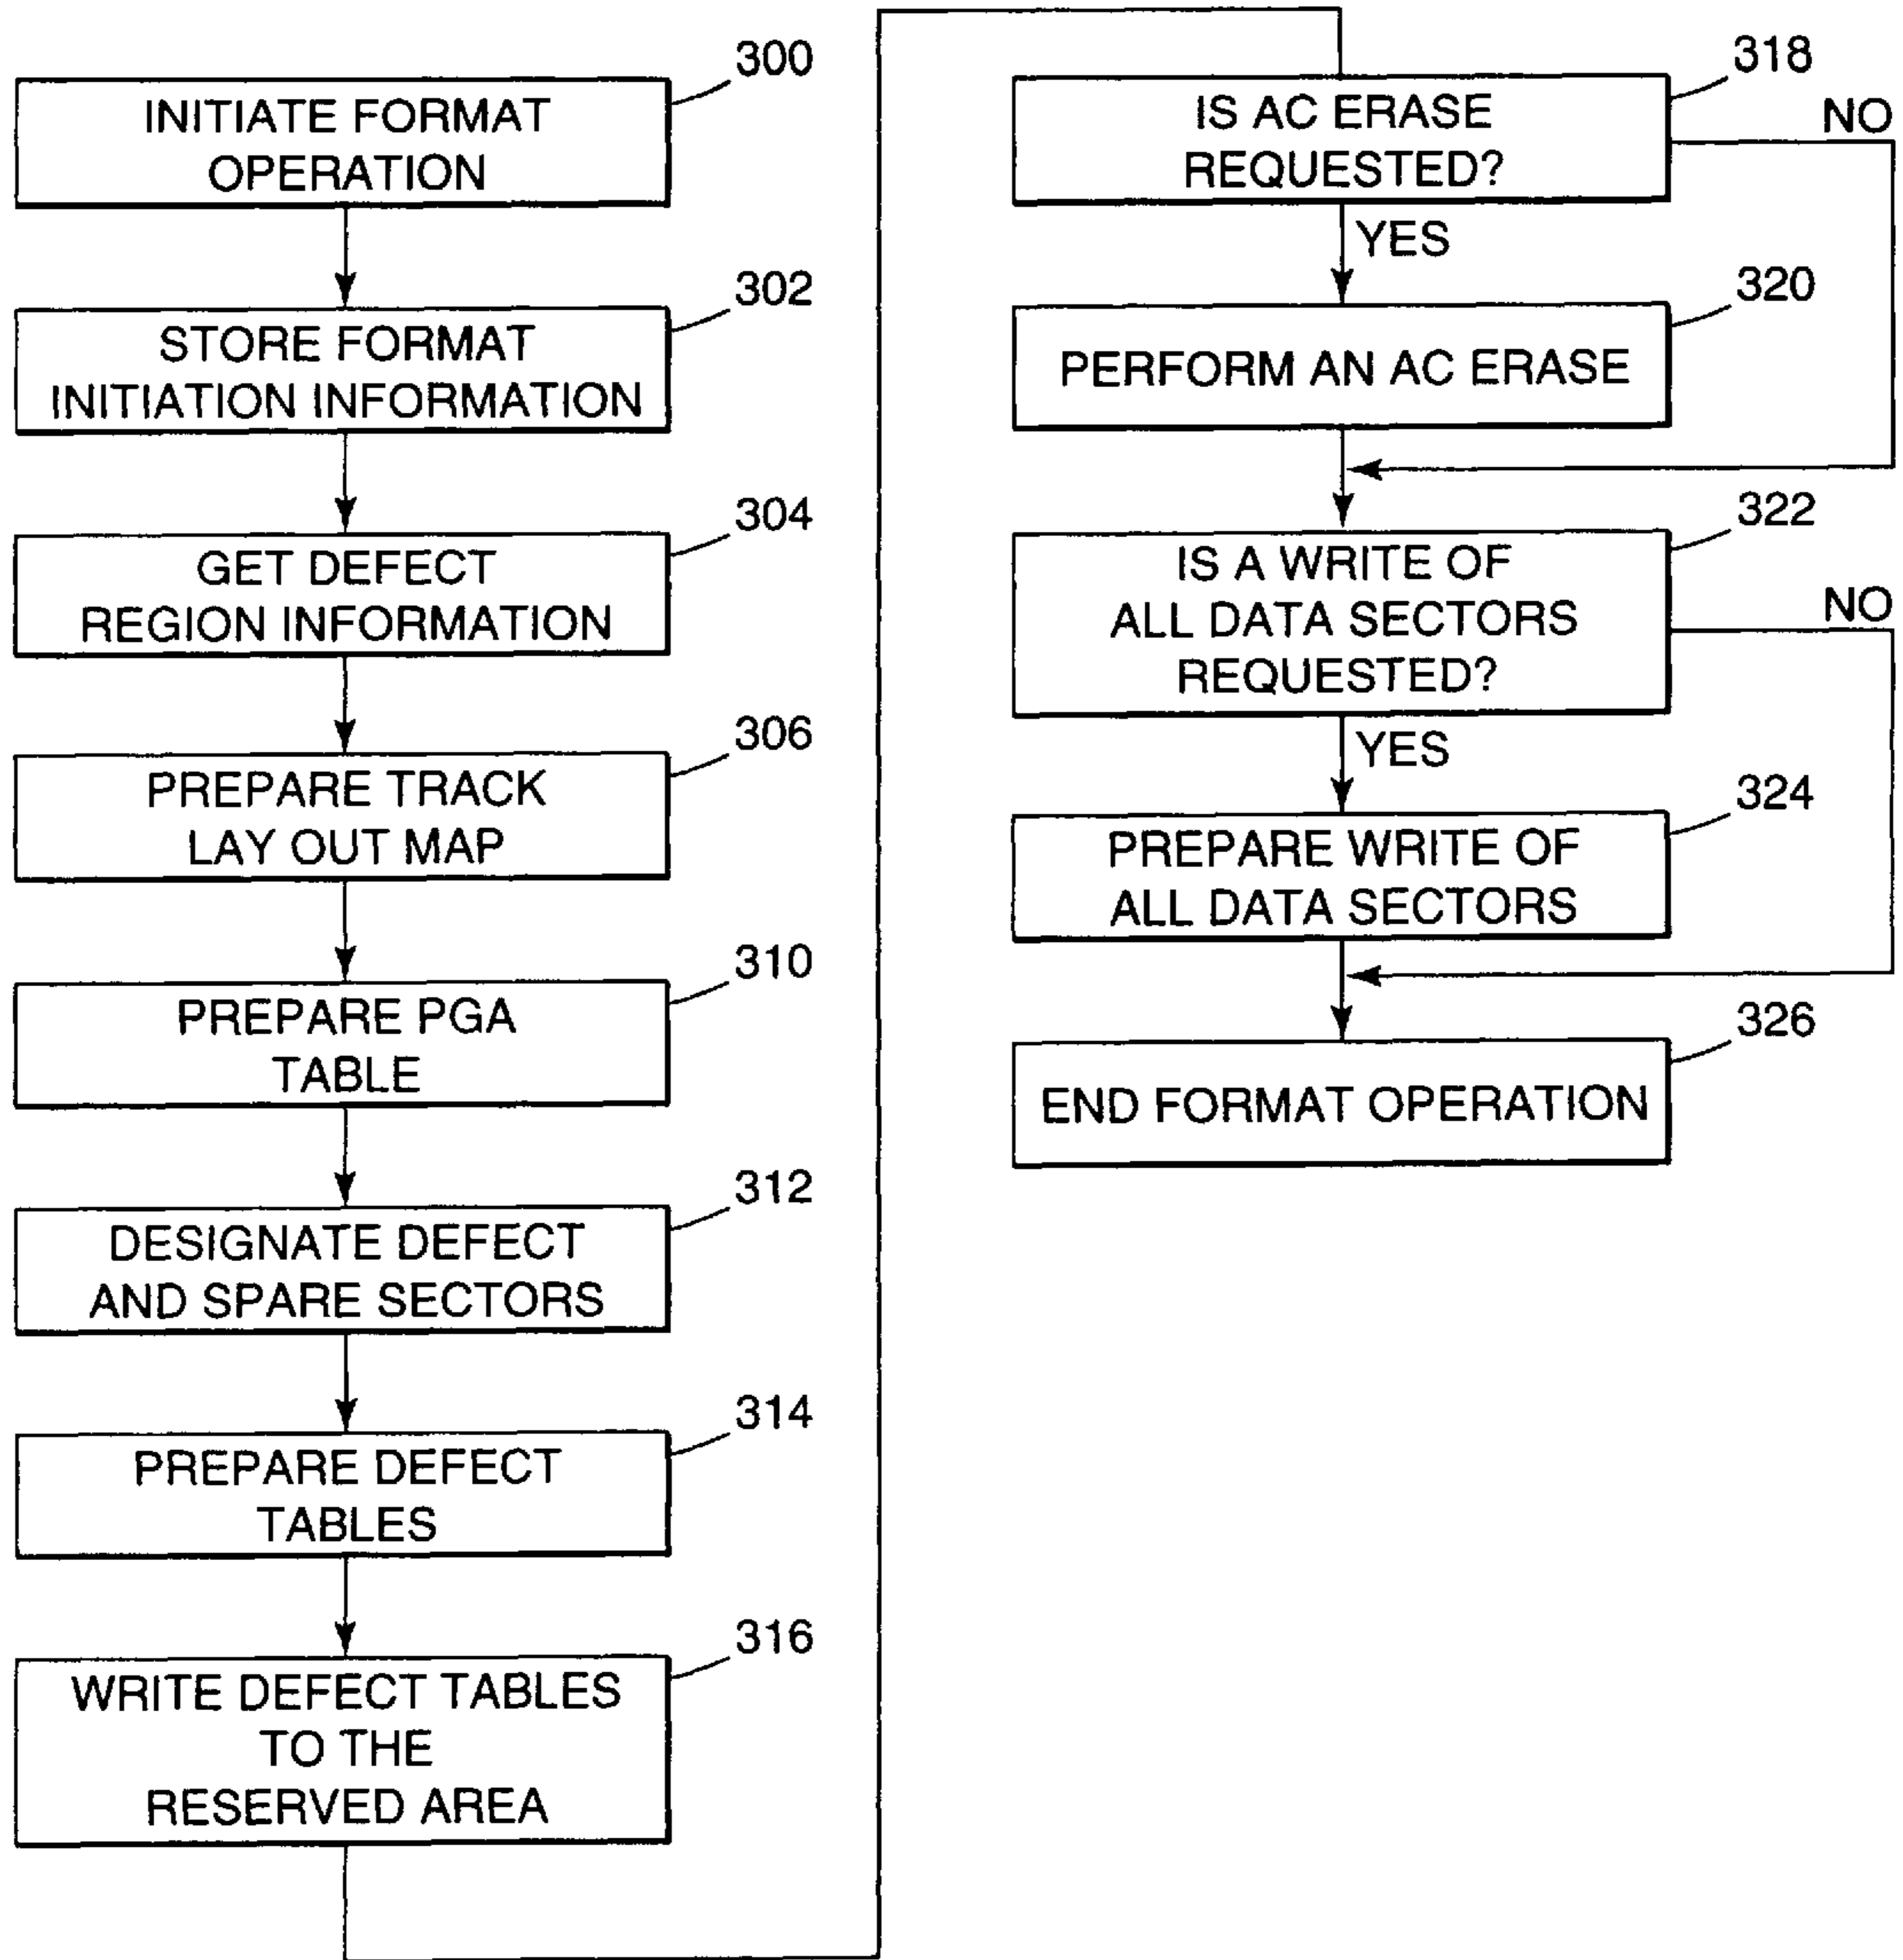 300
INITIATE FORMAT
OPERATION
302
STORE FORMAT
INITIATION INFORMATION
304
GET DEFECT
REGION INFORMATION
306
PREPARE TRACK
LAY OUT MAP
310
PREPARE PGA
TABLE
312
DESIGNATE DEFECT
AND SPARE SECTORS
314
PREPARE DEFECT
TABLES
316
WRITE DEFECT TABLES
TO THE
RESERVED AREA
318
IS AC ERASE
REQUESTED?
NO
YES
320
PERFORM AN AC ERASE
322
IS A WRITE OF
ALL DATA SECTORS
REQUESTED?
NO
YES
324
PREPARE WRITE OF
ALL DATA SECTORS
326
END FORMAT OPERATION